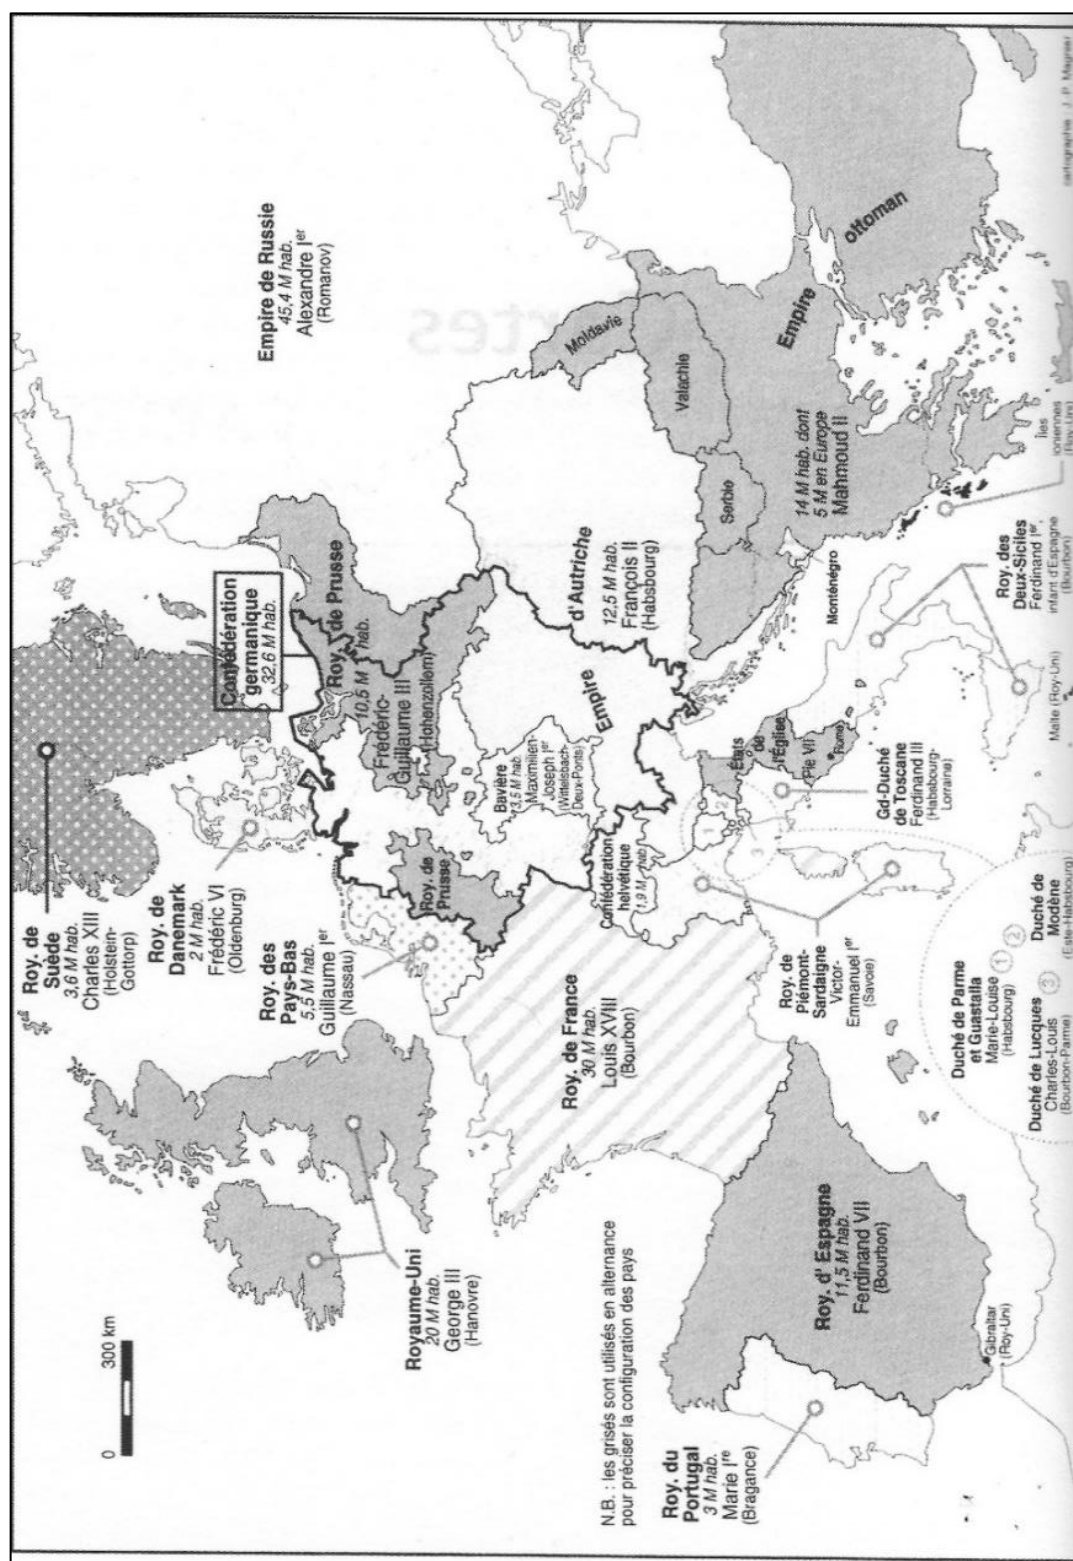 Roy. de
Suède
3,6 M hab.
Charles XIII
(Holstein-
Gottorp)
Roy. de
Danemark
2 M hab.
Frédéric VI
(Oldenburg)
Roy. des
Pays-Bas
5,5 M hab.
Guillaume Ier
(Nassau)
Confédération
germanique
32,6 M hab.
Empire de Russie
45,4 M hab.
Alexandre Ier
(Romanov)
0 300 km
Royaume-Uni
20 M hab.
George III
(Hanovre)
Roy. de Prusse
10,5 M hab.
Frédéric-
Guillaume III
(Hohenzollern)
Roy. de
Prusse
Bavière
13,5 M hab.
Maximilien-
Joseph Ier
(Wittelsbach-
Deux-Ponts)
Empire
d'Autriche
12,5 M hab.
François II
(Habsbourg)
Moldavie
Valachie
Serbie
Monténégro
Empire
ottoman
14 M hab. dont
5 M en Europe
Mahmoud II
Roy. de France
30 M hab.
Louis XVIII
(Bourbon)
Confédération
helvétique
1,9 M hab.
États
de
l'Église
Pie VII
Rome
1
2
3
N.B. : les grisés sont utilisés en alternance
pour préciser la configuration des pays
Roy. du
Portugal
3 M hab.
Marie Ire
(Bragance)
Roy. d' Espagne
11,5 M hab.
Ferdinand VII
(Bourbon)
Gibraltar
(Roy-Uni)
Roy. de
Piémont-
Sardaigne
Victor-
Emmanuel Ier
(Savoie)
Gd-Duché
de Toscane
Ferdinand III
(Habsbourg-
Lorraine)
Roy. des
Deux-Siciles
Ferdinand Ier,
infant d'Espagne
(Bourbon)
Îles
Ioniennes
(Roy-Uni)
Malte (Roy-Uni)
Duché de Parme
et Guastalla
Marie-Louise 1
(Habsbourg)
Duché de Lucques 3
Charles-Louis
(Bourbon-Parme)
2 Duché de
Modène
(Este-Habsbourg)
cartographie J.-P. Magnier